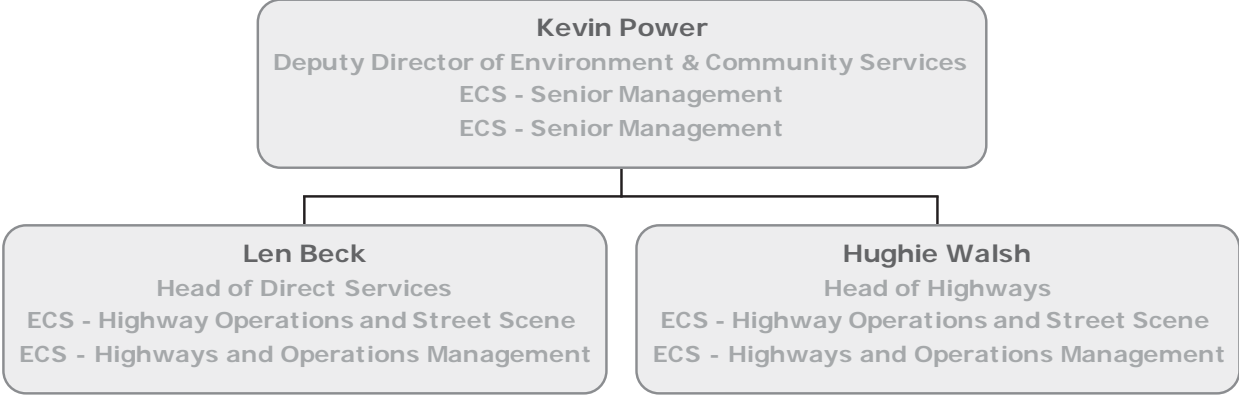 Kevin Power
Deputy Director of Environment & Community Services
ECS - Senior Management
ECS - Senior Management
Len Beck
Head of Direct Services
ECS - Highway Operations and Street Scene
ECS - Highways and Operations Management
Hughie Walsh
Head of Highways
ECS - Highway Operations and Street Scene
ECS - Highways and Operations Management